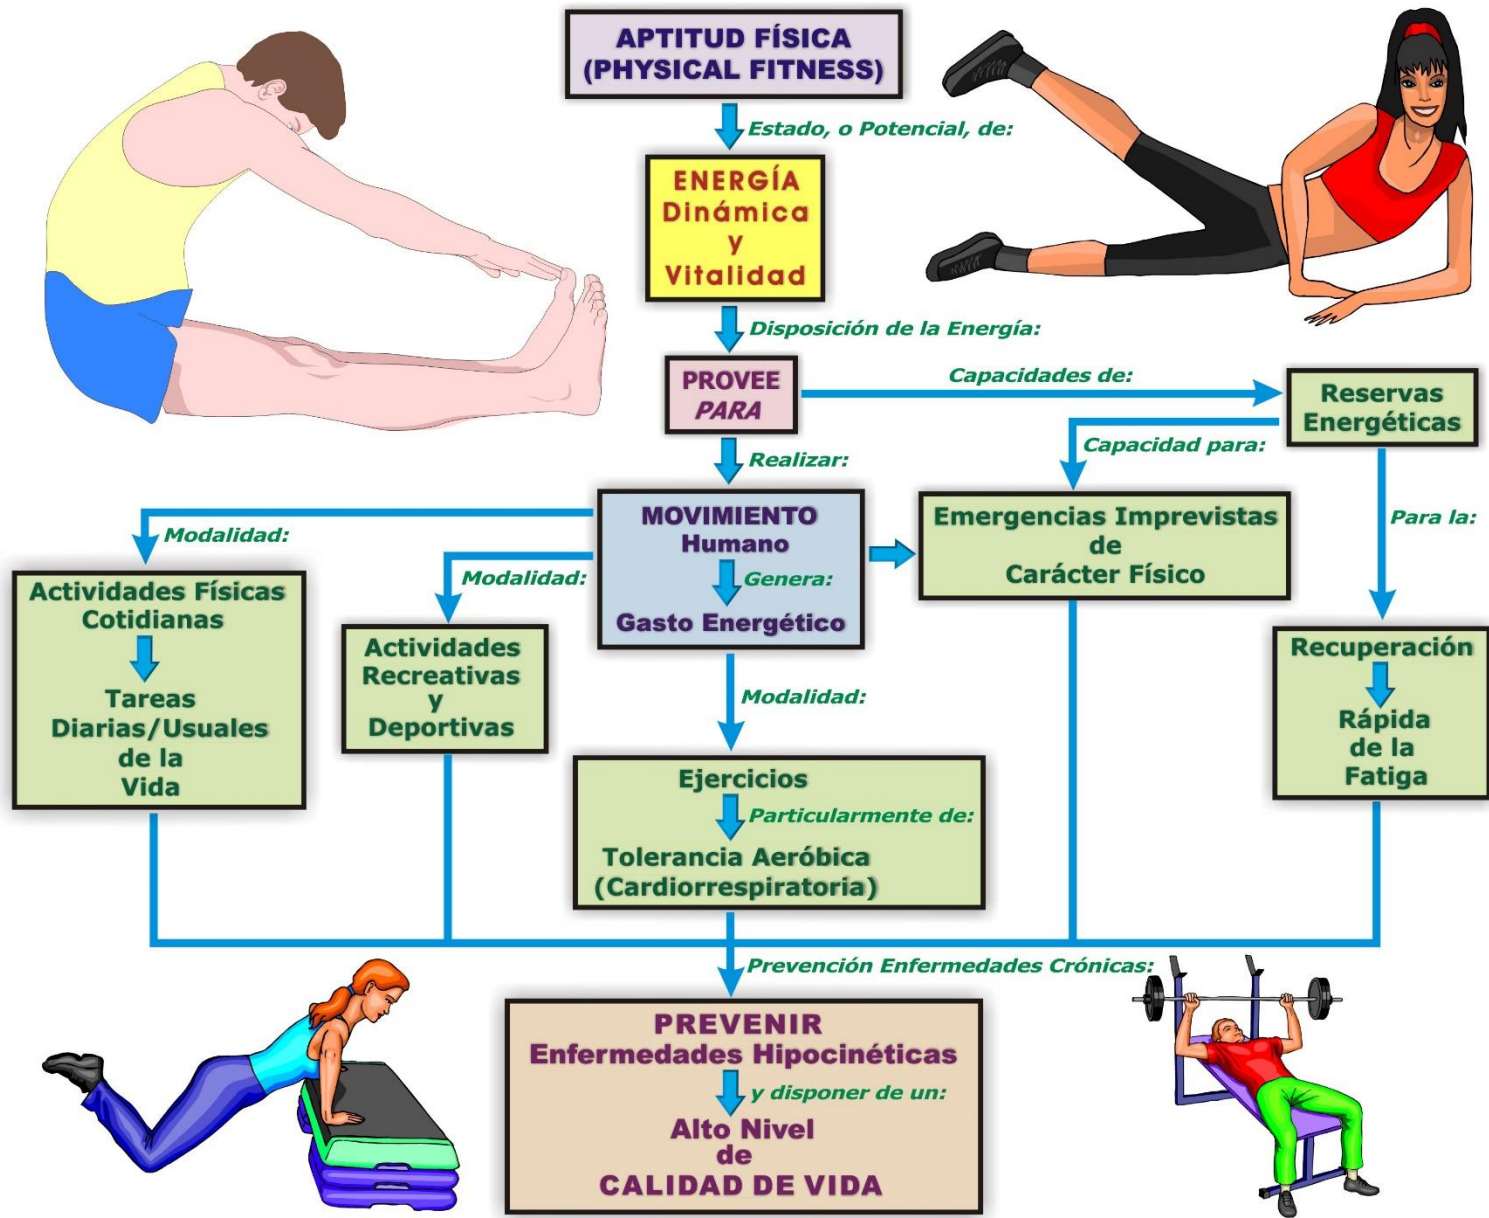 APTITUD FÍSICA
(PHYSICAL FITNESS)
Estado, o Potencial, de:
ENERGÍA
Dinámica
y
Vitalidad
Disposición de la Energía:
PROVEE
PARA
Capacidades de:
Reservas
Energéticas
Realizar:
Capacidad para:
Para la:
MOVIMIENTO
Humano
Genera:
Gasto Energético
Emergencias Imprevistas
de
Carácter Físico
Modalidad:
Actividades Físicas
Cotidianas
Tareas
Diarias/Usuales
de la
Vida
Modalidad:
Actividades
Recreativas
y
Deportivas
Modalidad:
Ejercicios
Particularmente de:
Tolerancia Aeróbica
(Cardiorrespiratoria)
Recuperación
Rápida
de la
Fatiga
Prevención Enfermedades Crónicas:
PREVENIR
Enfermedades Hipocinéticas
y disponer de un:
Alto Nivel
de
CALIDAD DE VIDA